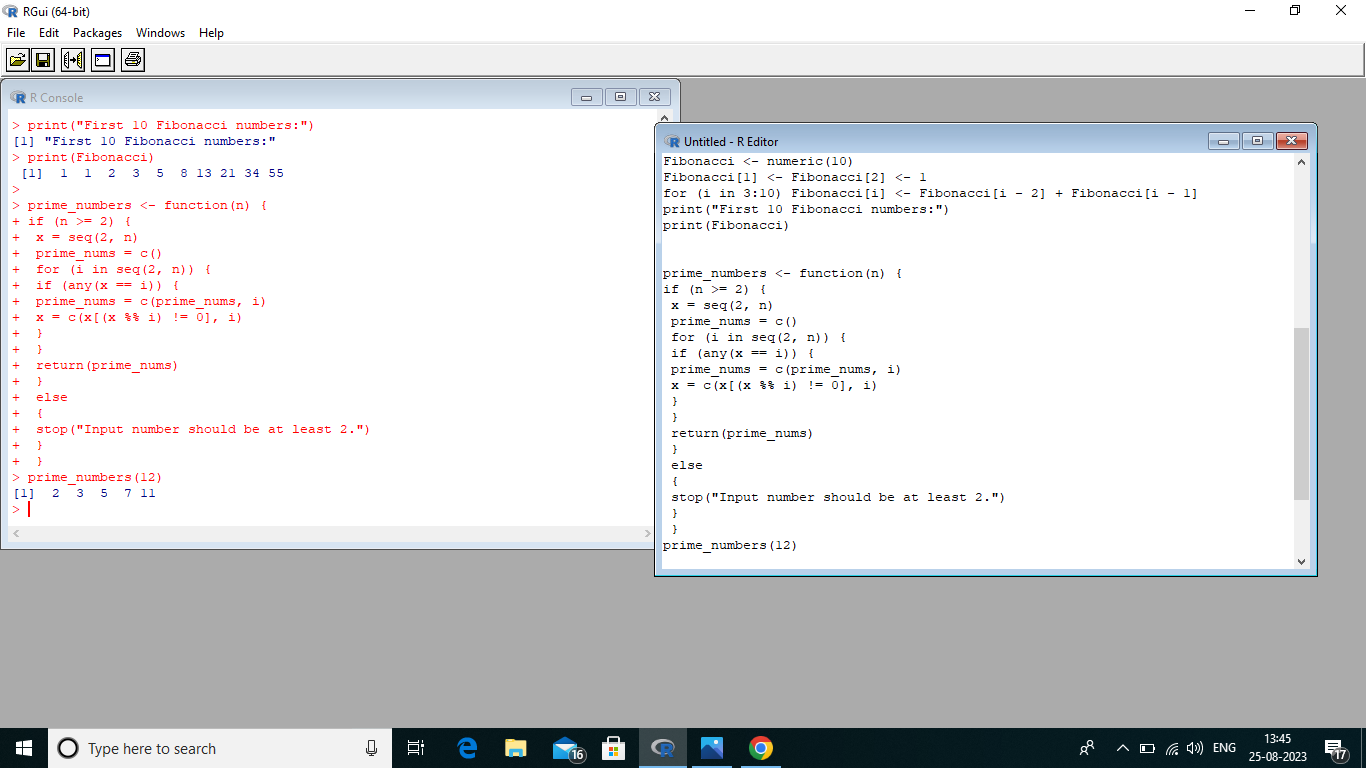 RGui (64-bit)
File Edit Packages Windows Help
R Console
> print("First 10 Fibonacci numbers:")
[1] "First 10 Fibonacci numbers:"
> print(Fibonacci)
 [1]  1  1  2  3  5  8 13 21 34 55
>
> prime_numbers <- function(n) {
+ if (n >= 2) {
+  x = seq(2, n)
+  prime_nums = c()
+  for (i in seq(2, n)) {
+  if (any(x == i)) {
+  prime_nums = c(prime_nums, i)
+  x = c(x[(x %% i) != 0], i)
+  }
+  }
+  return(prime_nums)
+  }
+  else
+  {
+  stop("Input number should be at least 2.")
+  }
+  }
> prime_numbers(12)
[1]  2  3  5  7 11
>
Untitled - R Editor
Fibonacci <- numeric(10)
Fibonacci[1] <- Fibonacci[2] <- 1
for (i in 3:10) Fibonacci[i] <- Fibonacci[i - 2] + Fibonacci[i - 1]
print("First 10 Fibonacci numbers:")
print(Fibonacci)
prime_numbers <- function(n) {
if (n >= 2) {
 x = seq(2, n)
 prime_nums = c()
 for (i in seq(2, n)) {
 if (any(x == i)) {
 prime_nums = c(prime_nums, i)
 x = c(x[(x %% i) != 0], i)
 }
 }
 return(prime_nums)
 }
 else
 {
 stop("Input number should be at least 2.")
 }
 }
prime_numbers(12)
Type here to search
16
ENG
13:45
25-08-2023
17